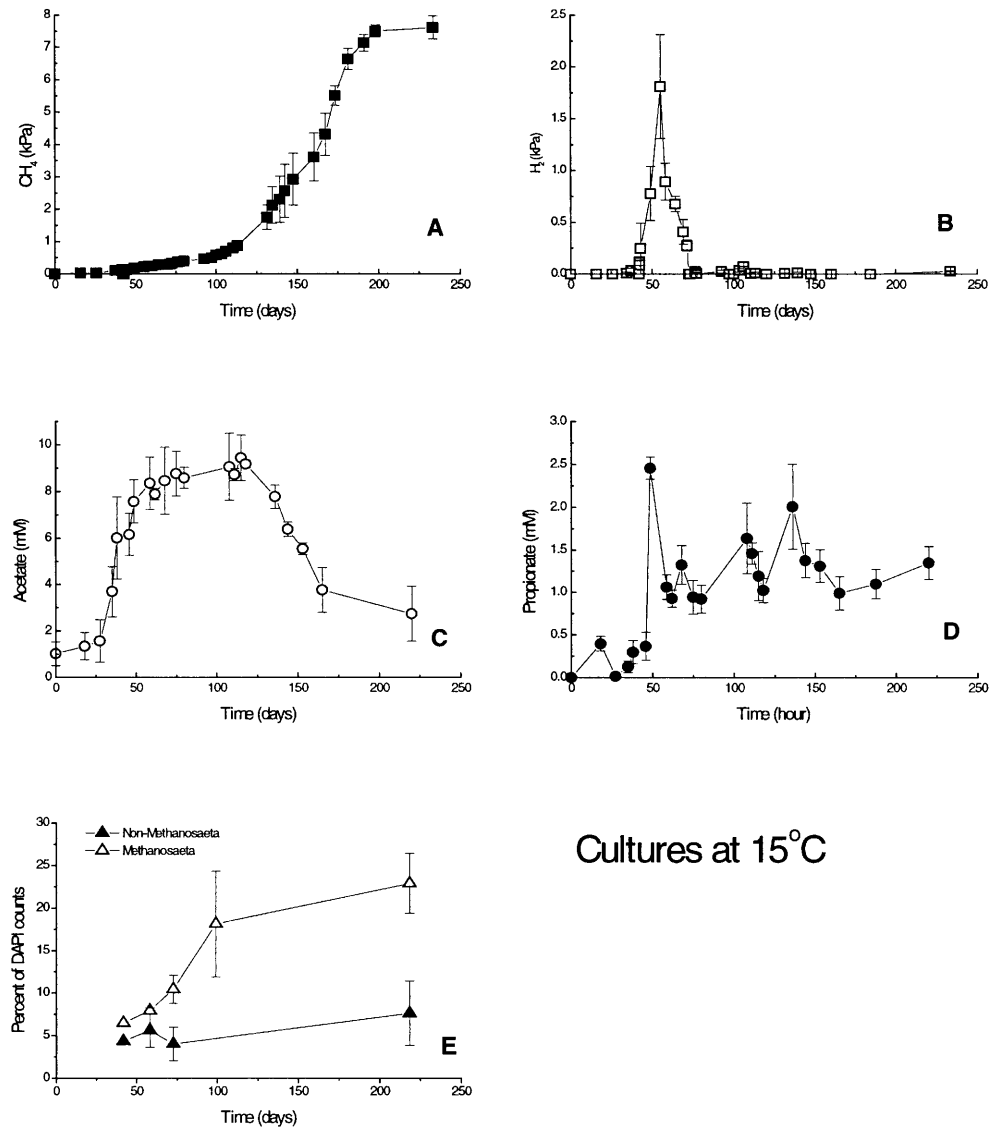 8
7
6
5
4
3
2
1
0
CH4 (kPa)
0 50 100 150 200 250
Time (days)
A
2.5
2.0
1.5
1.0
0.5
0.0
H2 (kPa)
0 50 100 150 200 250
Time (days)
B
10
8
6
4
2
0
Acetate (mM)
0 50 100 150 200 250
Time (days)
C
3.0
2.5
2.0
1.5
1.0
0.5
0.0
Propionate (mM)
0 50 100 150 200 250
Time (hour)
D
30
25
20
15
10
5
0
Percent of DAPI counts
Non-Methanosaeta
Methanosaeta
0 50 100 150 200 250
Time (days)
E
Cultures at 15°C